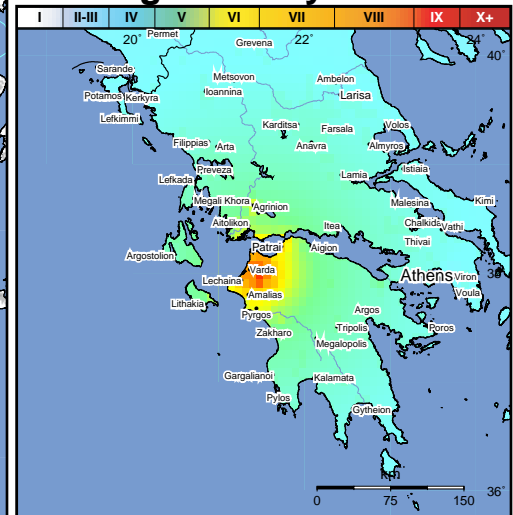 I II-III IV V VI VII VIII IX X+
20˚ 22˚ 24˚
Permet
Grevena
40˚
Sarande
Metsovon
Ambelon
Potamos
Kerkyra
Ioannina
Larisa
Lefkimmi
Karditsa
Farsala
Volos
Filippias
Arta
Anavra
Almyros
Preveza
Lefkada
Lamia
Istiaia
Megali Khora
Agrinion
Malesina
Kimi
Aitolikon
Itea
Chalkida
Vathi
Patrai
Aigion
Thivai
Argostolion
Varda
Athens
Viron
38˚
Lechaina
Amalias
Voula
Lithakia
Pyrgos
Argos
Zakharo
Tripolis
Poros
Megalopolis
Gargalianoi
Kalamata
Pylos
Gytheion
km
0 75 150
36˚